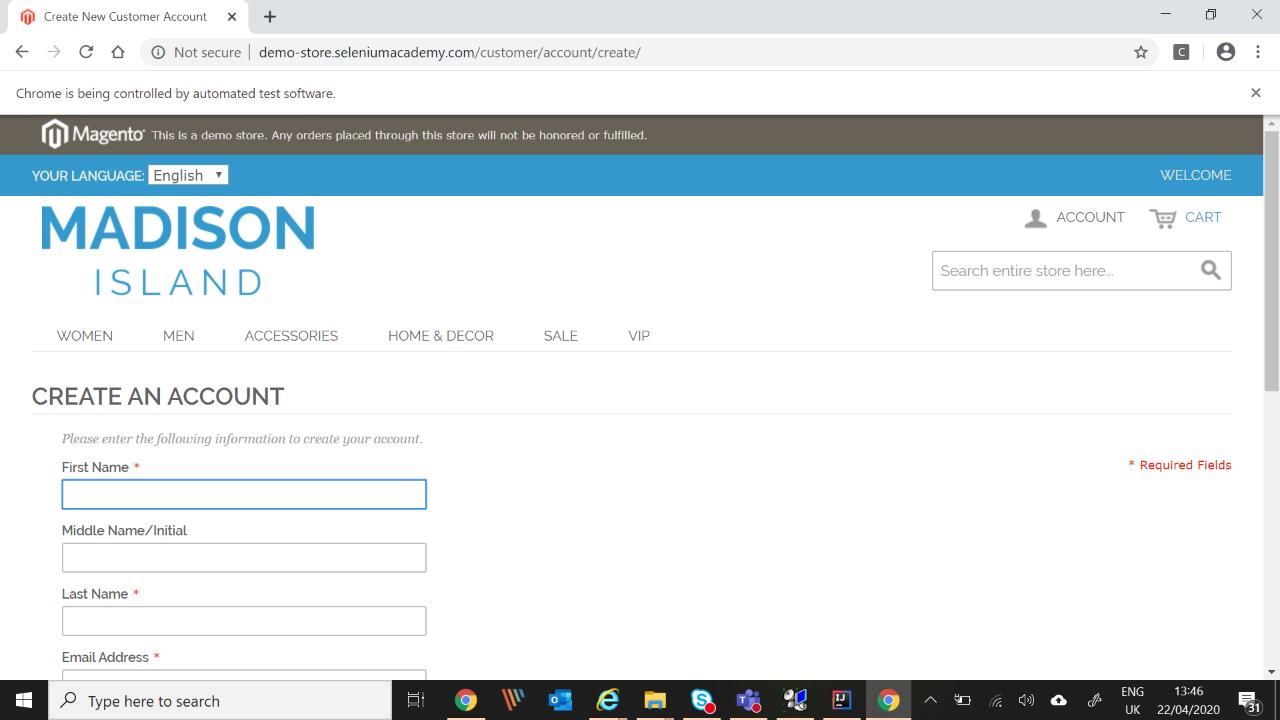 Create New Customer Account
Not secure
demo-store.seleniumacademy.com/customer/account/create/
C
Chrome is being controlled by automated test software.
Magento This is a demo store. Any orders placed through this store will not be honored or fulfilled.
YOUR LANGUAGE: English
WELCOME
MADISON
ISLAND
ACCOUNT
CART
Search entire store here...
WOMEN MEN ACCESSORIES HOME & DECOR SALE VIP
CREATE AN ACCOUNT
Please enter the following information to create your account.
First Name *
* Required Fields
Middle Name/Initial
Last Name *
Email Address *
Type here to search
ENG
UK
13:46
22/04/2020
31